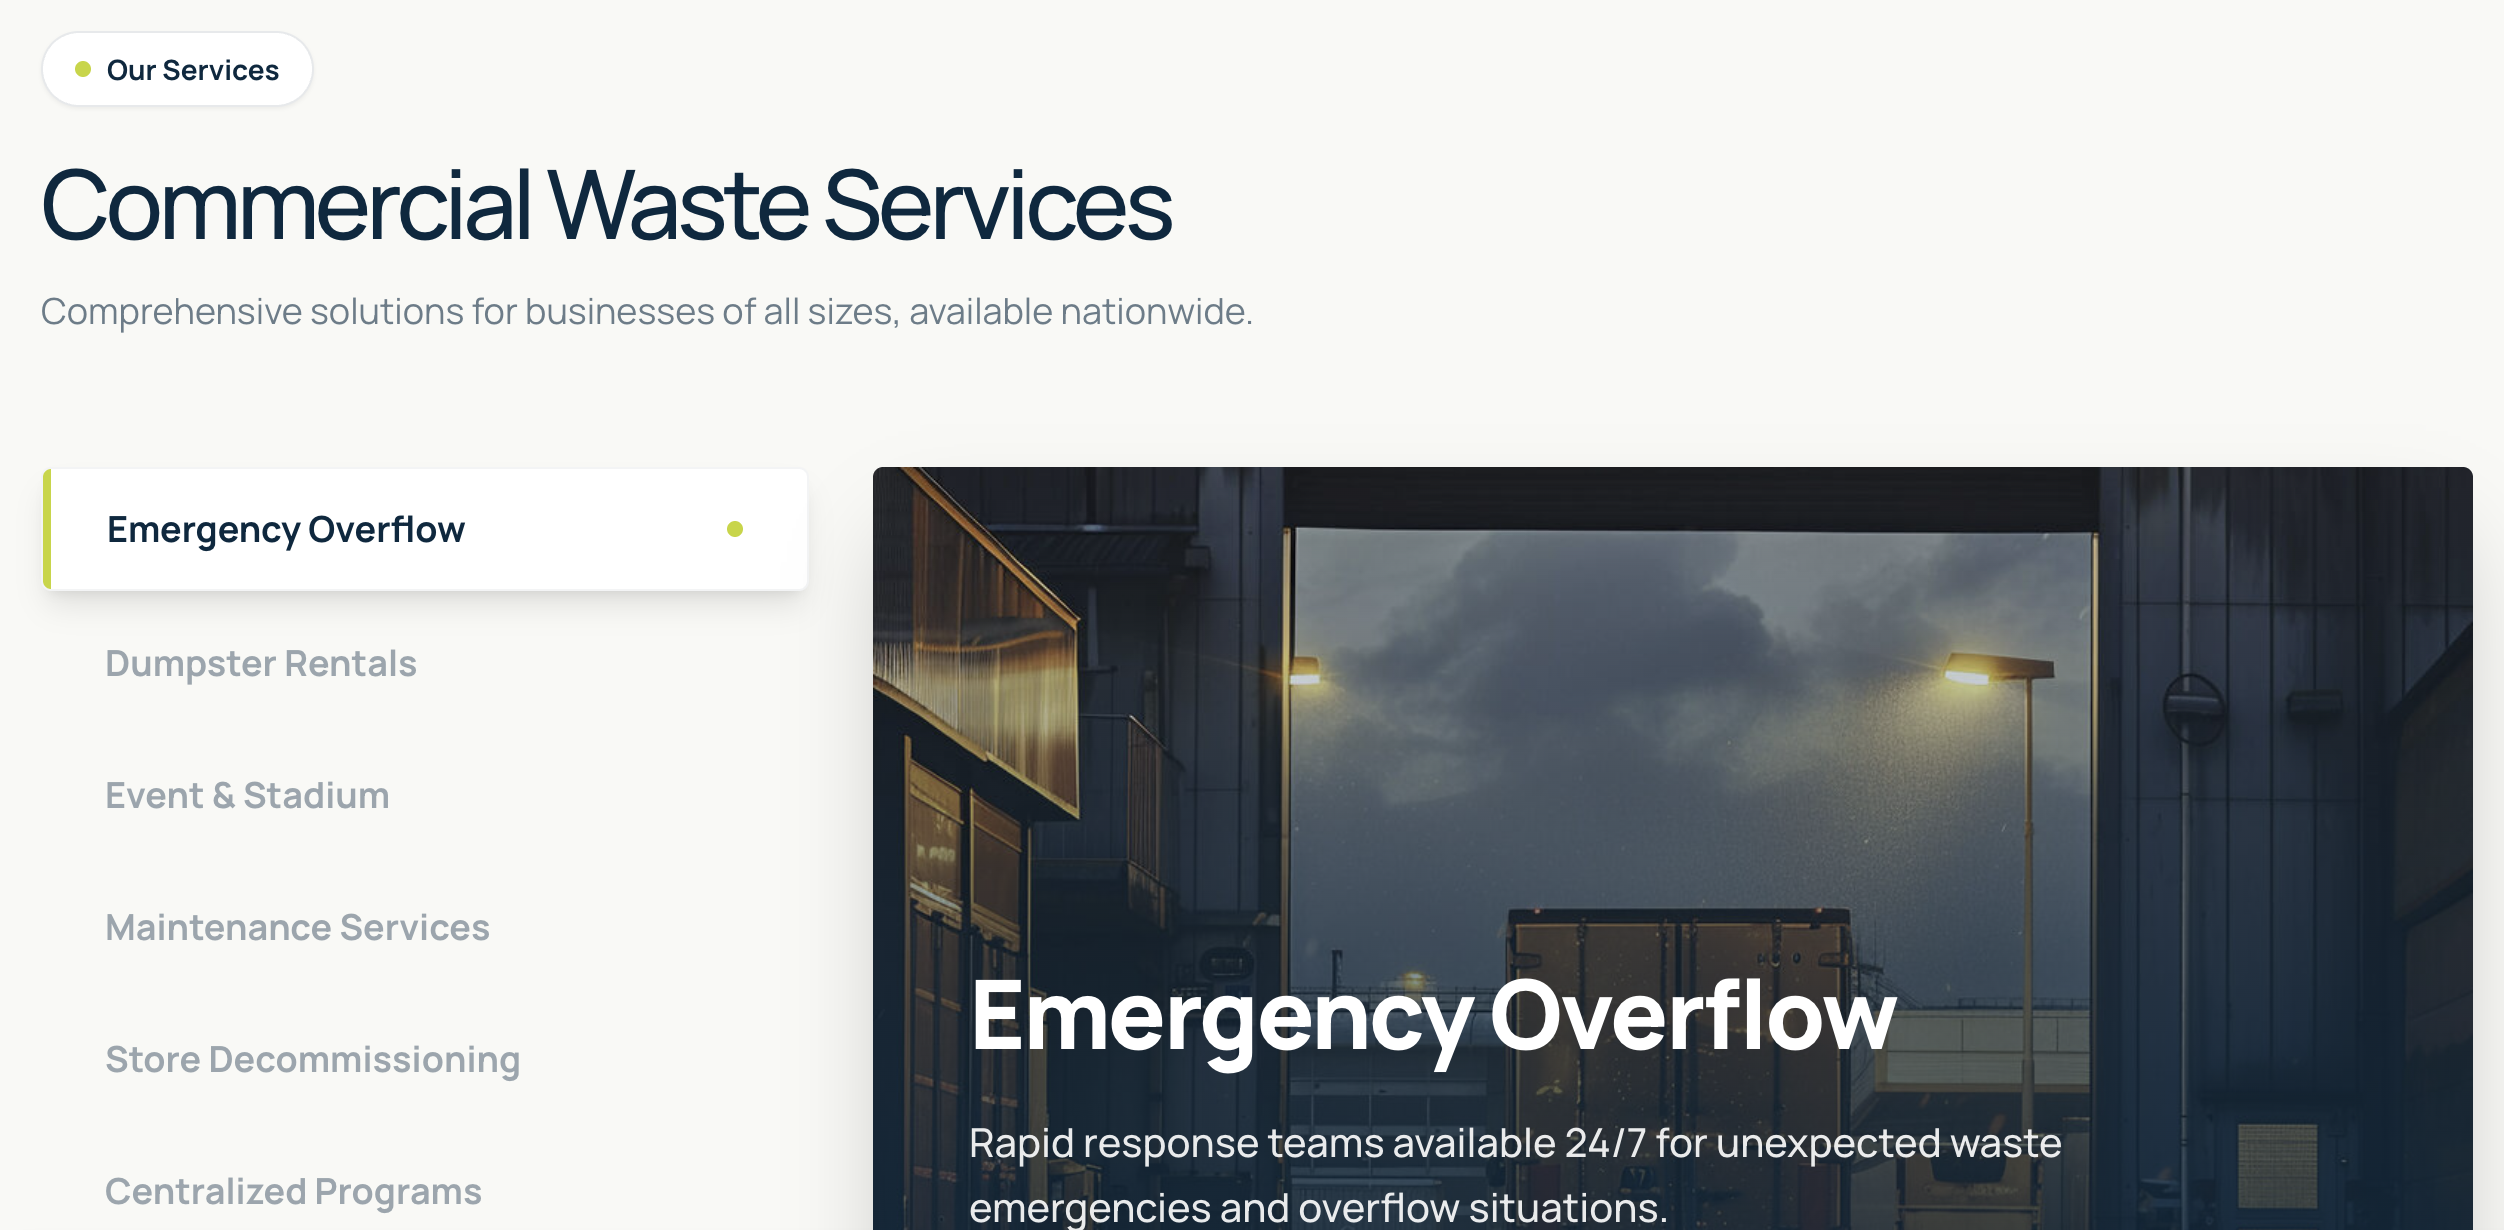 Our Services
Commercial Waste Services
Comprehensive solutions for businesses of all sizes, available nationwide.
Emergency Overflow
Dumpster Rentals
Event & Stadium
Maintenance Services
Store Decommissioning
Centralized Programs
Emergency Overflow
Rapid response teams available 24/7 for unexpected waste
emergencies and overflow situations.